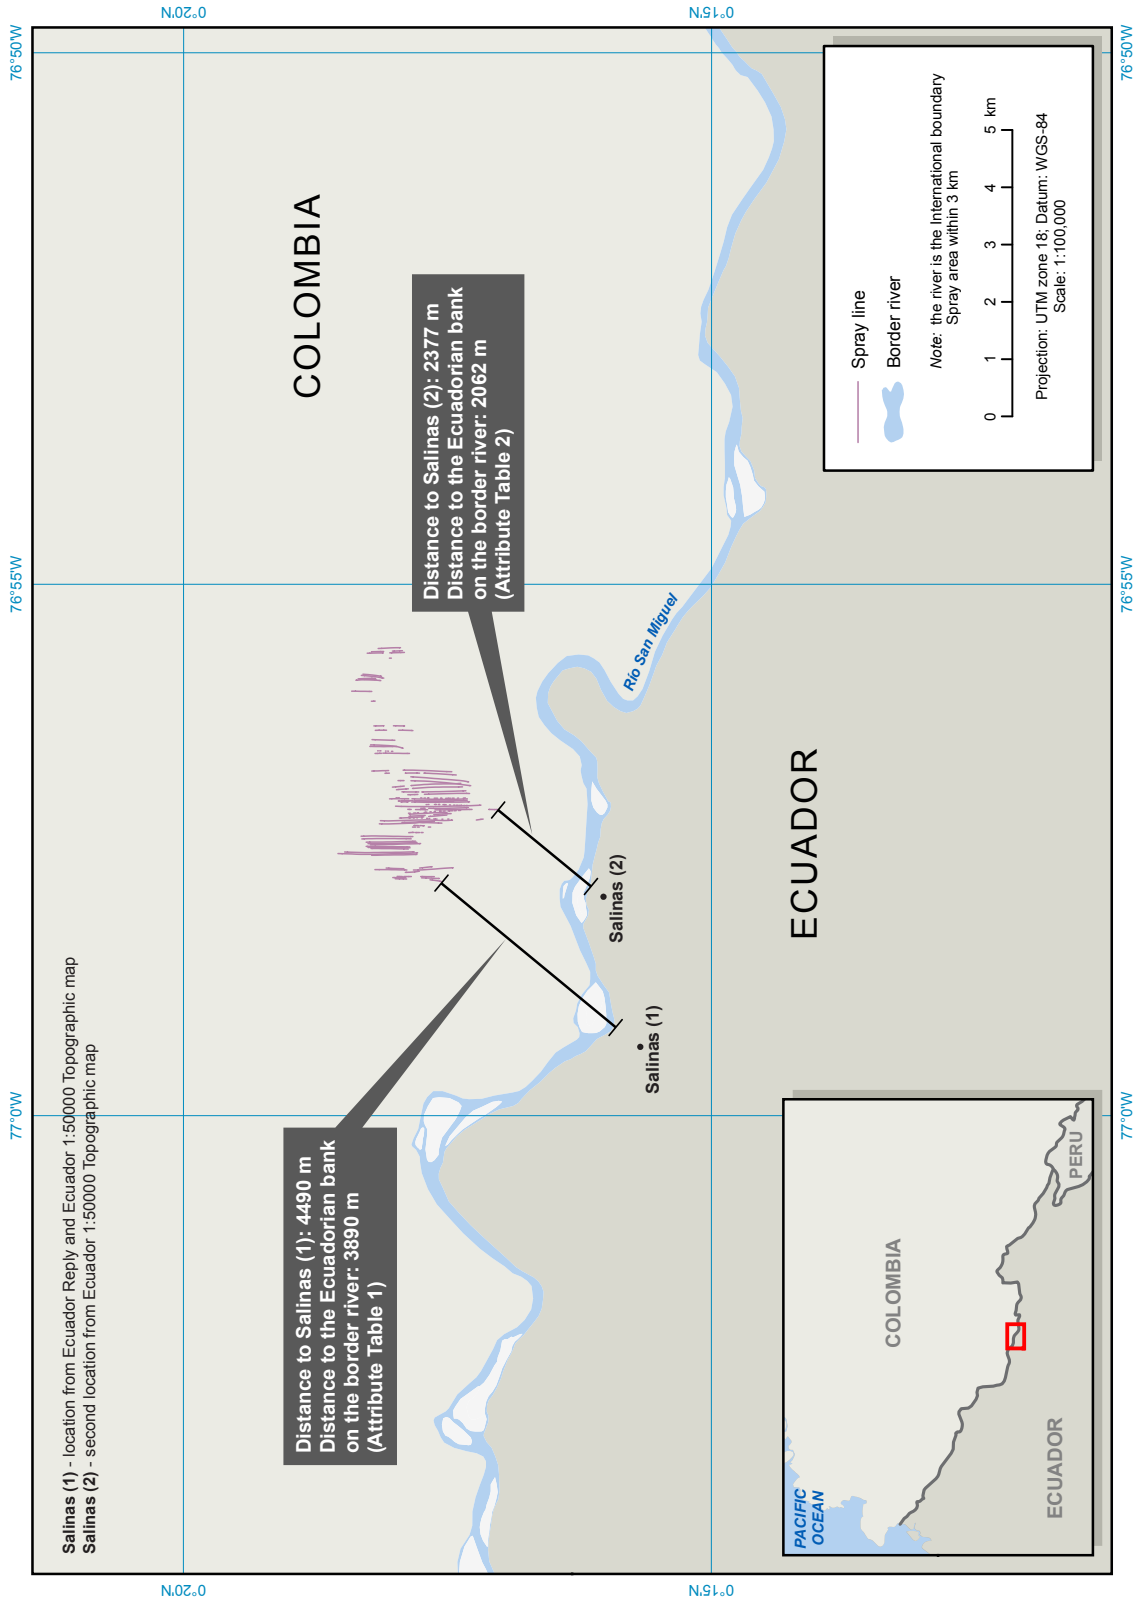 Salinas (1) - location from Ecuador Reply and Ecuador 1:50000 Topographic map
Salinas (2) - second location from Ecuador 1:50000 Topographic map
77°0'W
76°55'W
76°50'W
0°20'N
0°20'N
0°15'N
0°15'N
77°0'W
76°55'W
76°50'W
COLOMBIA
Distance to Salinas (1): 4490 m
Distance to the Ecuadorian bank
on the border river: 3890 m
(Attribute Table 1)
Distance to Salinas (2): 2377 m
Distance to the Ecuadorian bank
on the border river: 2062 m
(Attribute Table 2)
Salinas (1)
Salinas (2)
Río San Miguel
ECUADOR
PACIFIC
OCEAN
COLOMBIA
ECUADOR
PERU
Spray line
Border river
Note: the river is the International boundary
Spray area within 3 km
0 1 2 3 4 5 km
Projection: UTM zone 18; Datum: WGS-84
Scale: 1:100,000